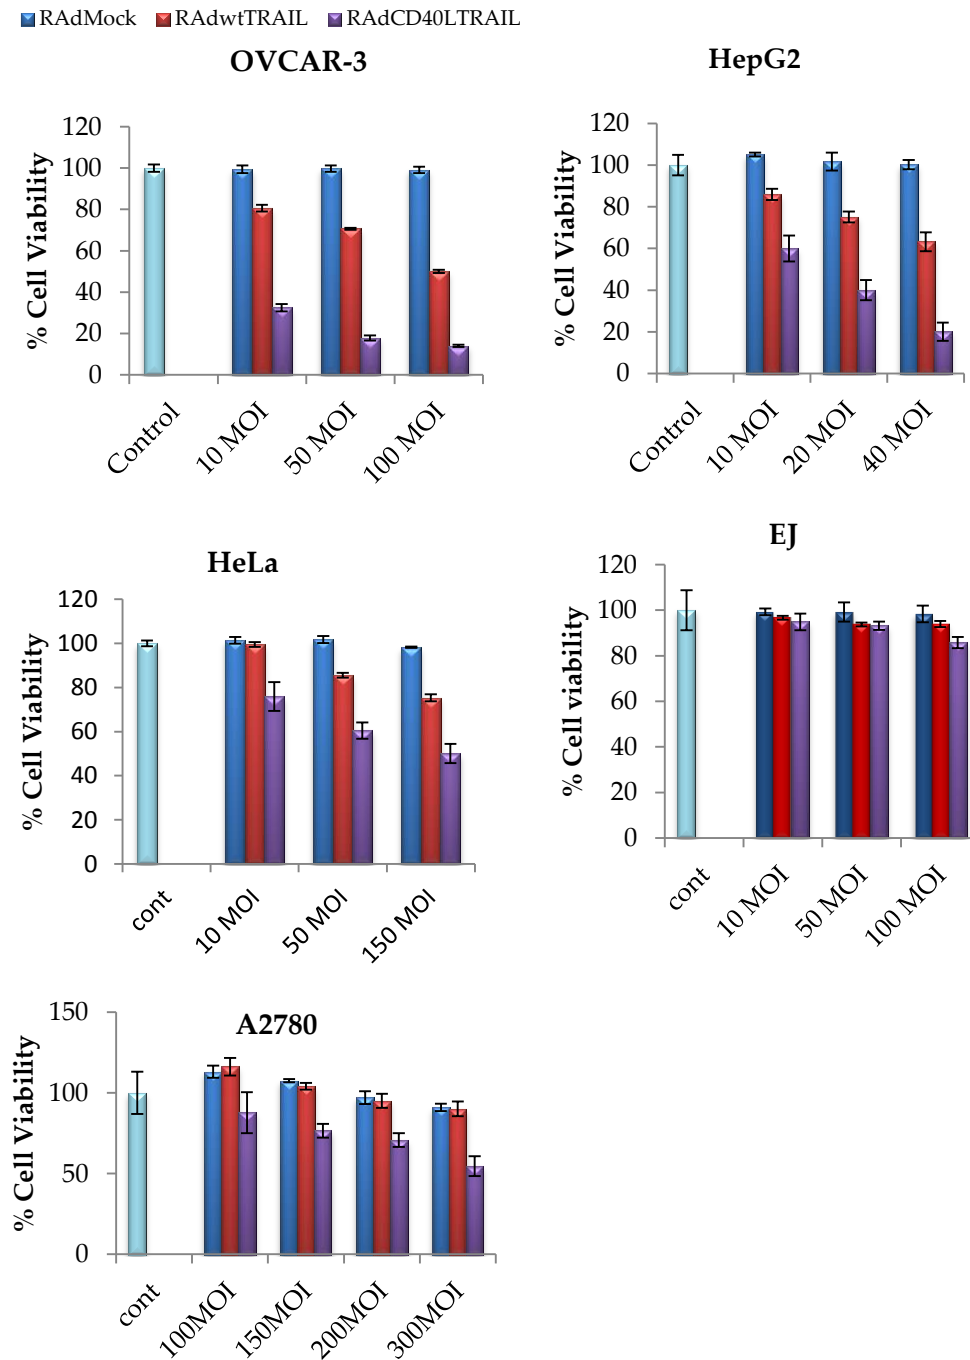 RAdMock RAdwtTRAIL RAdCD40LTRAIL
OVCAR-3
% Cell Viability
120
100
80
60
40
20
0
Control
10 MOI
50 MOI
100 MOI
HepG2
% Cell Viability
120
100
80
60
40
20
0
Control
10 MOI
20 MOI
40 MOI
HeLa
% Cell Viability
120
100
80
60
40
20
0
cont
10 MOI
50 MOI
150 MOI
EJ
% Cell viability
120
100
80
60
40
20
0
cont
10 MOI
50 MOI
100 MOI
A2780
% Cell Viability
150
100
50
0
cont
100MOI
150MOI
200MOI
300MOI